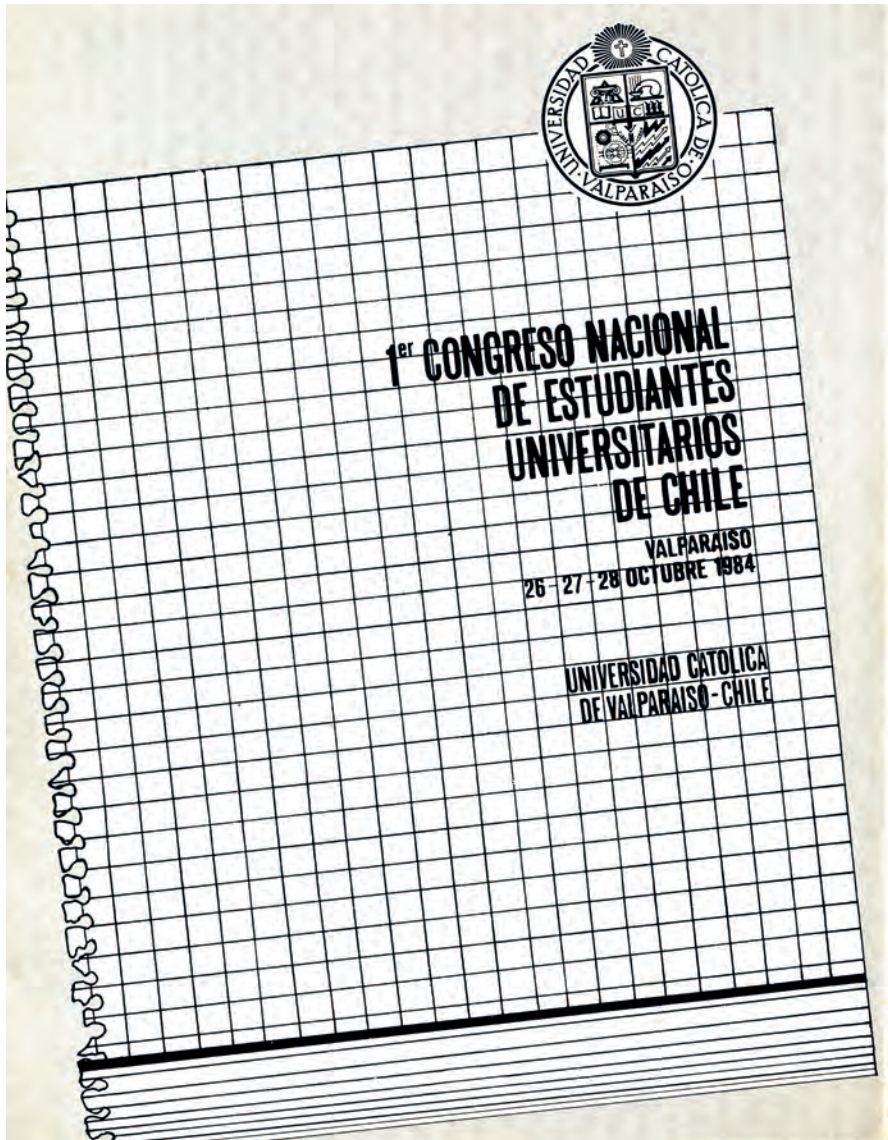 UNIVERSIDAD CATOLICA DE VALPARAISO
UC
1er CONGRESO NACIONAL
DE ESTUDIANTES
UNIVERSITARIOS
DE CHILE
VALPARAISO
26-27-28 OCTUBRE 1984
UNIVERSIDAD CATOLICA
DE VALPARAISO-CHILE